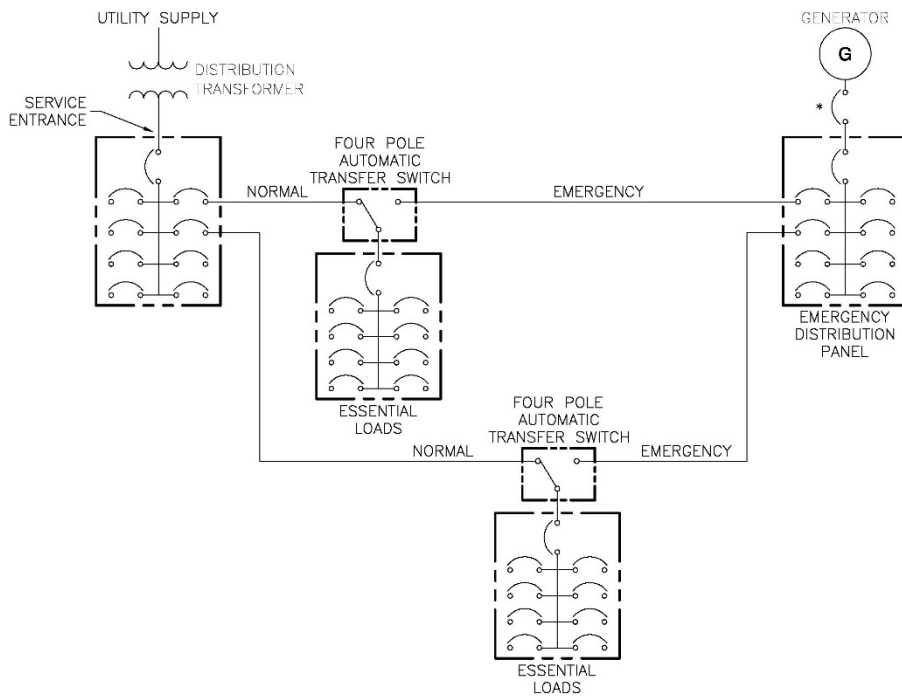 UTILITY SUPPLY
GENERATOR
G
DISTRIBUTION
TRANSFORMER
SERVICE
ENTRANCE
*
FOUR POLE
AUTOMATIC
TRANSFER SWITCH
NORMAL
EMERGENCY
EMERGENCY
DISTRIBUTION
PANEL
ESSENTIAL
LOADS
FOUR POLE
AUTOMATIC
TRANSFER SWITCH
NORMAL
EMERGENCY
ESSENTIAL
LOADS